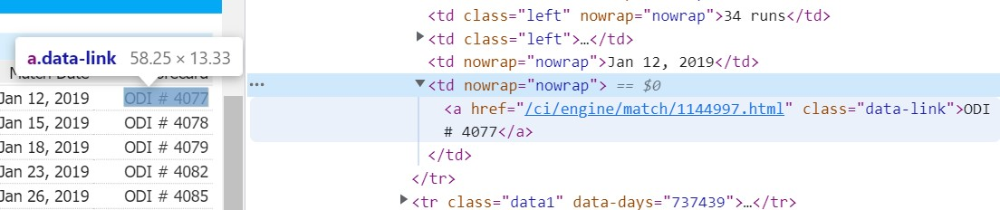 a.data-link 58.25 × 13.33
Jan 12, 2019 ODI # 4077
Jan 15, 2019 ODI # 4078
Jan 18, 2019 ODI # 4079
Jan 23, 2019 ODI # 4082
Jan 26, 2019 ODI # 4085
<td class="left" nowrap="nowrap">34 runs</td>
<td class="left">…</td>
<td nowrap="nowrap">Jan 12, 2019</td>
… <td nowrap="nowrap"> == $0
<a href="/ci/engine/match/1144997.html" class="data-link">ODI
# 4077</a>
</td>
</tr>
<tr class="data1" data-days="737439">…</tr>